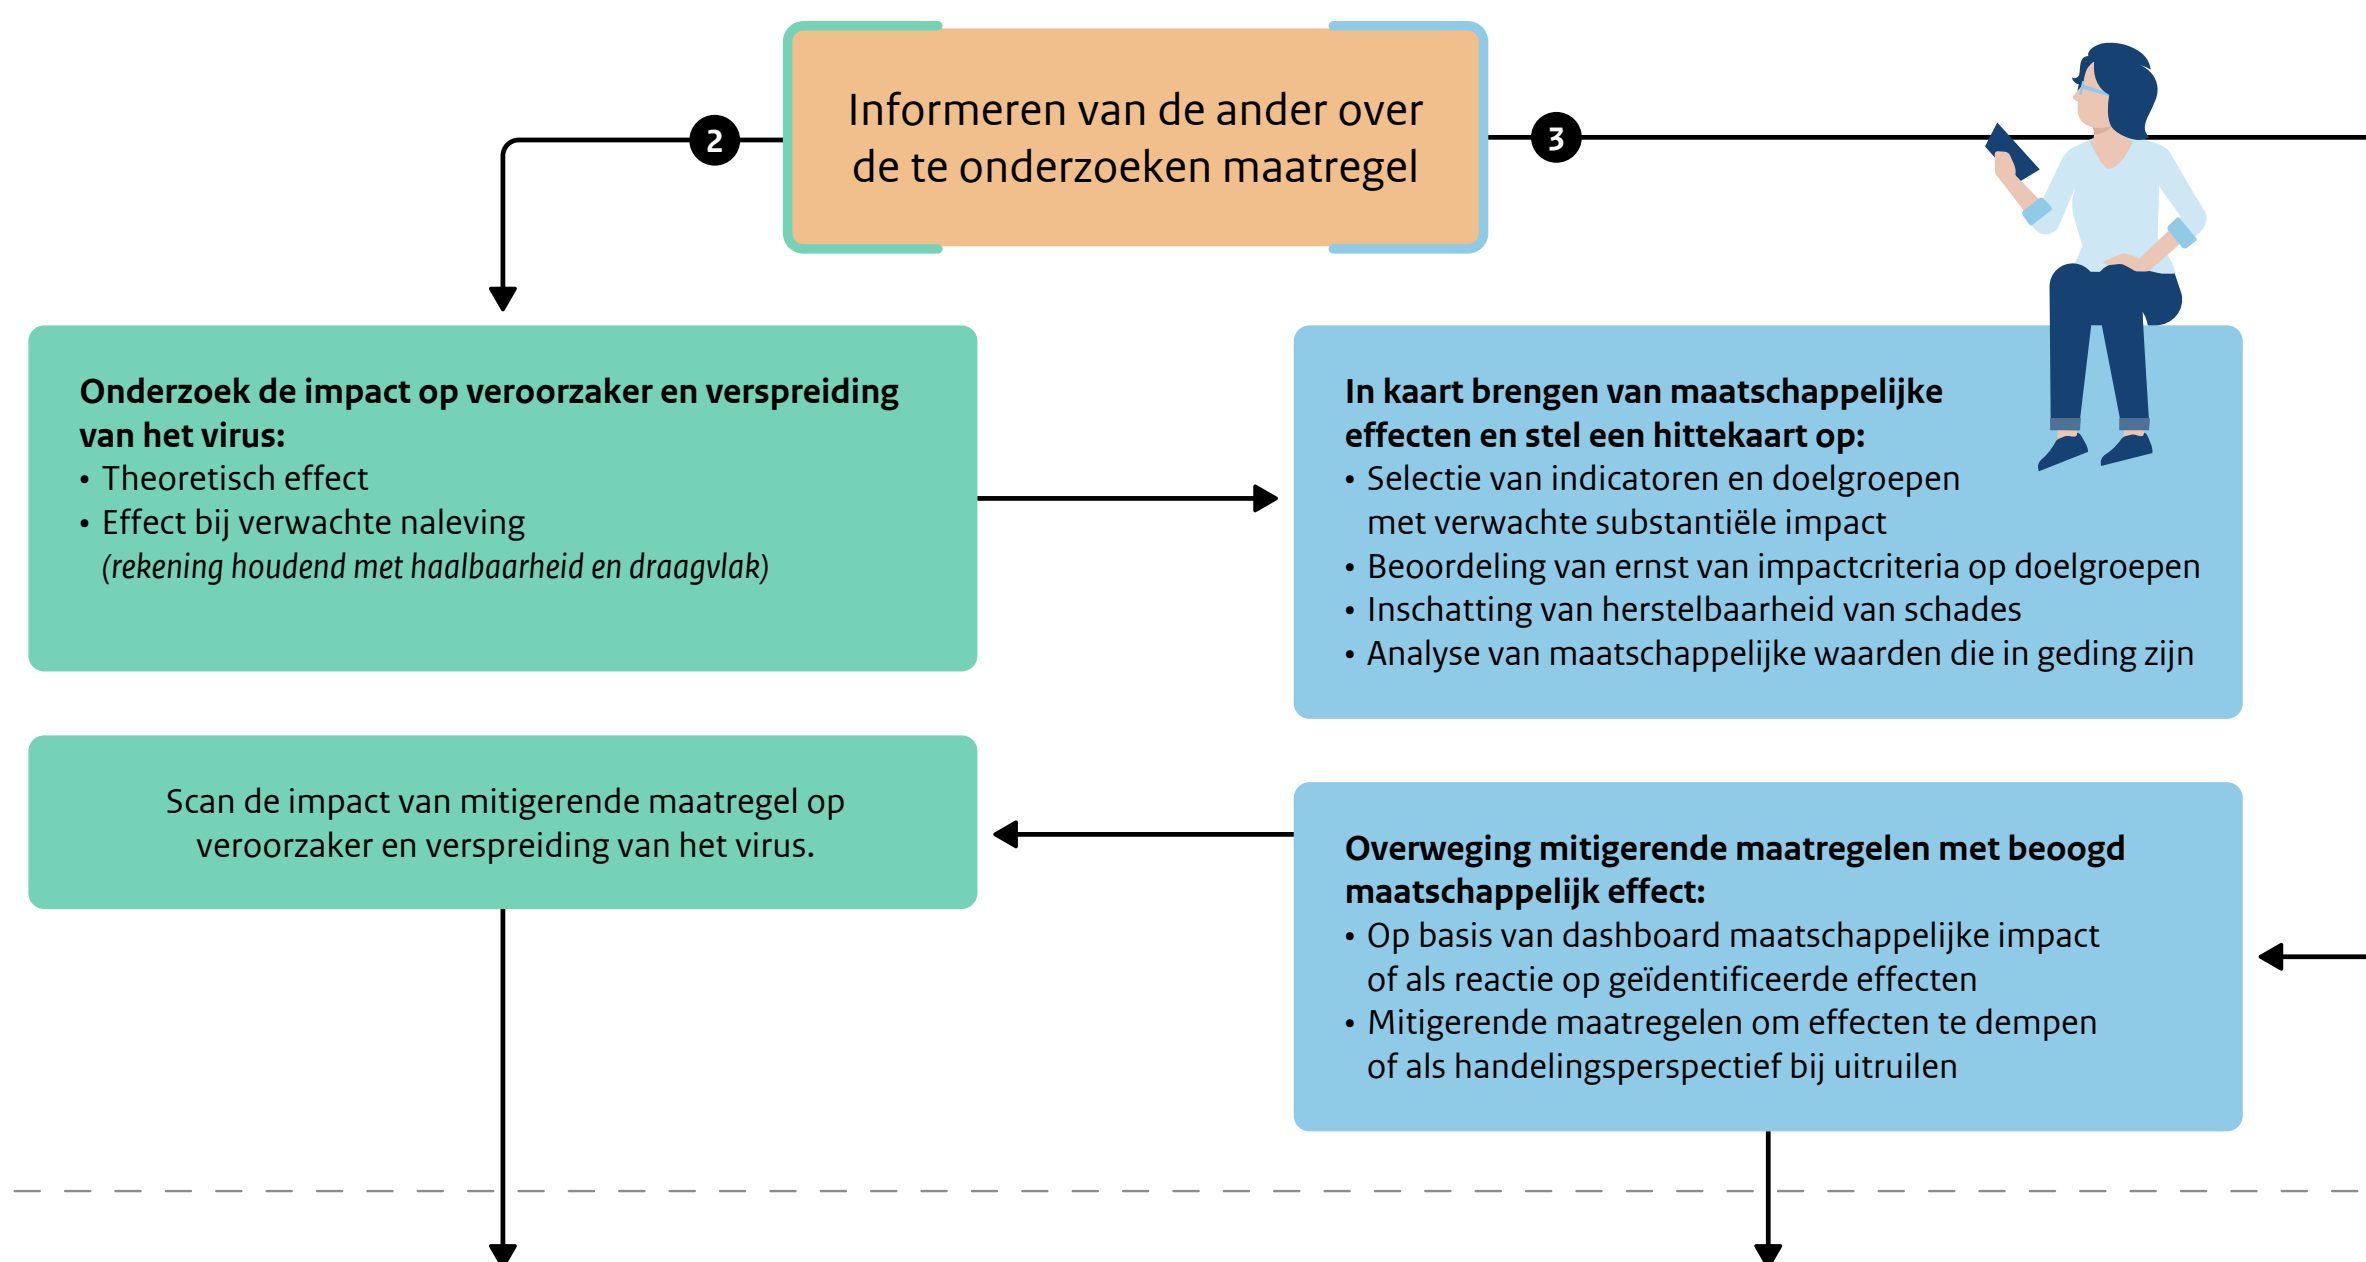 Informeren van de ander over
de te onderzoeken maatregel
2
3
Onderzoek de impact op veroorzaker en verspreiding
van het virus:
• Theoretisch effect
• Effect bij verwachte naleving
(rekening houdend met haalbaarheid en draagvlak)
In kaart brengen van maatschappelijke
effecten en stel een hittekaart op:
• Selectie van indicatoren en doelgroepen
met verwachte substantiële impact
• Beoordeling van ernst van impactcriteria op doelgroepen
• Inschatting van herstelbaarheid van schades
• Analyse van maatschappelijke waarden die in geding zijn
Scan de impact van mitigerende maatregel op
veroorzaker en verspreiding van het virus.
Overweging mitigerende maatregelen met beoogd
maatschappelijk effect:
• Op basis van dashboard maatschappelijke impact
of als reactie op geïdentificeerde effecten
• Mitigerende maatregelen om effecten te dempen
of als handelingsperspectief bij uitruilen